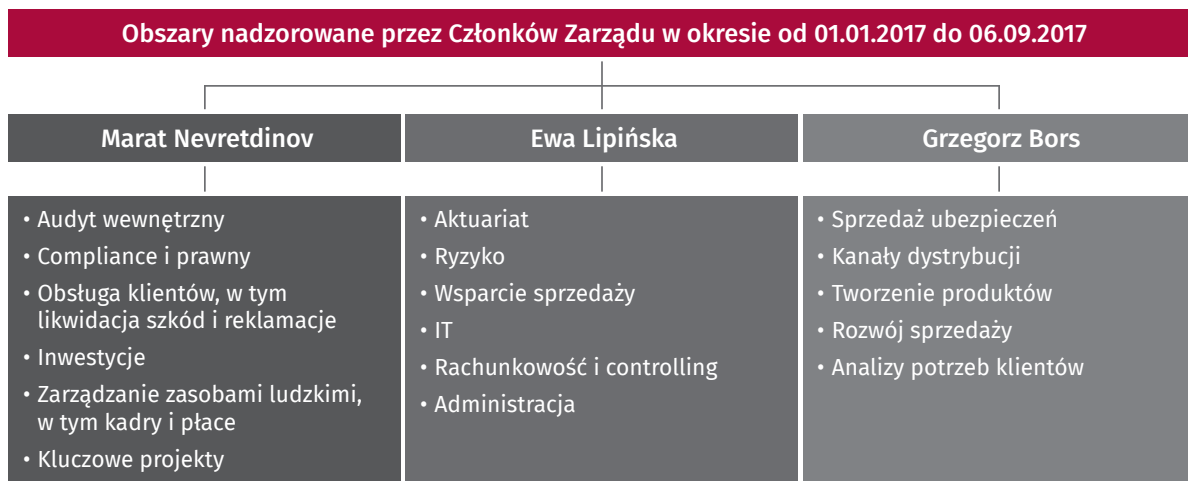 Obszary nadzorowane przez Członków Zarządu w okresie od 01.01.2017 do 06.09.2017
Marat Nevretdinov
• Audyt wewnętrzny
• Compliance i prawny
• Obsługa klientów, w tym
likwidacja szkód i reklamacje
• Inwestycje
• Zarządzanie zasobami ludzkimi,
w tym kadry i płace
• Kluczowe projekty
Ewa Lipińska
• Aktuariat
• Ryzyko
• Wsparcie sprzedaży
• IT
• Rachunkowość i controlling
• Administracja
Grzegorz Bors
• Sprzedaż ubezpieczeń
• Kanały dystrybucji
• Tworzenie produktów
• Rozwój sprzedaży
• Analizy potrzeb klientów